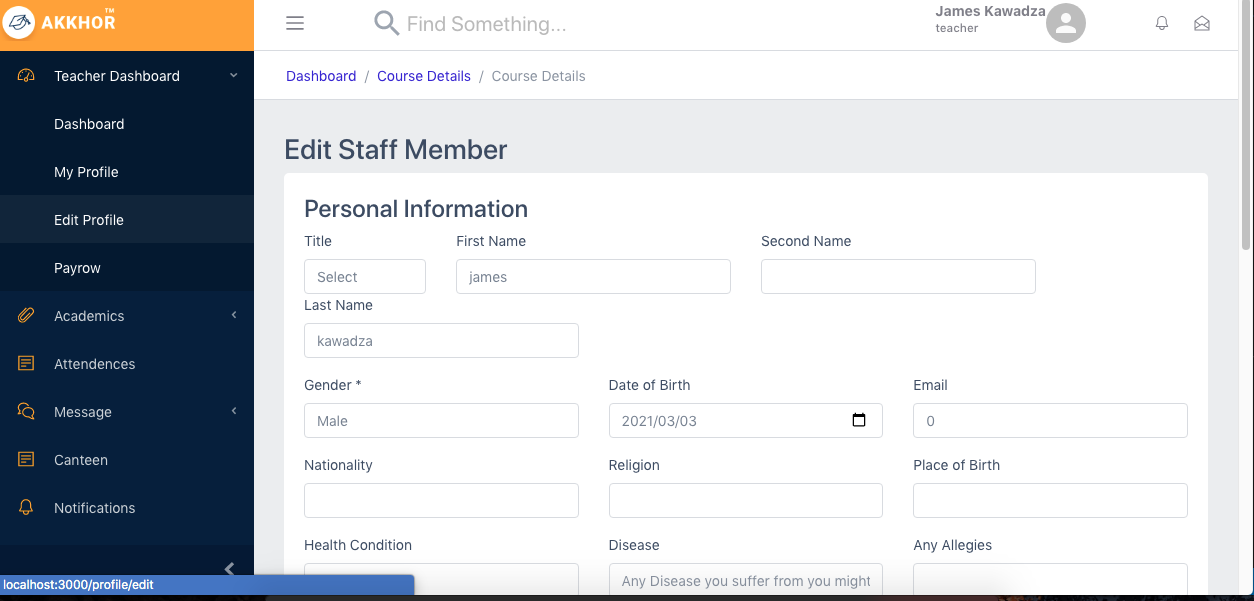 AKKHOR™
Find Something...
James Kawadza
teacher
Teacher Dashboard
Dashboard / Course Details / Course Details
Dashboard
My Profile
Edit Profile
Payrow
Academics
Attendences
Message
Canteen
Notifications
Edit Staff Member
Personal Information
Title First Name Second Name
Select james
Last Name
kawadza
Gender * Date of Birth Email
Male 2021/03/03 0
Nationality Religion Place of Birth
Health Condition Disease Any Allegies
Any Disease you suffer from you might
localhost:3000/profile/edit